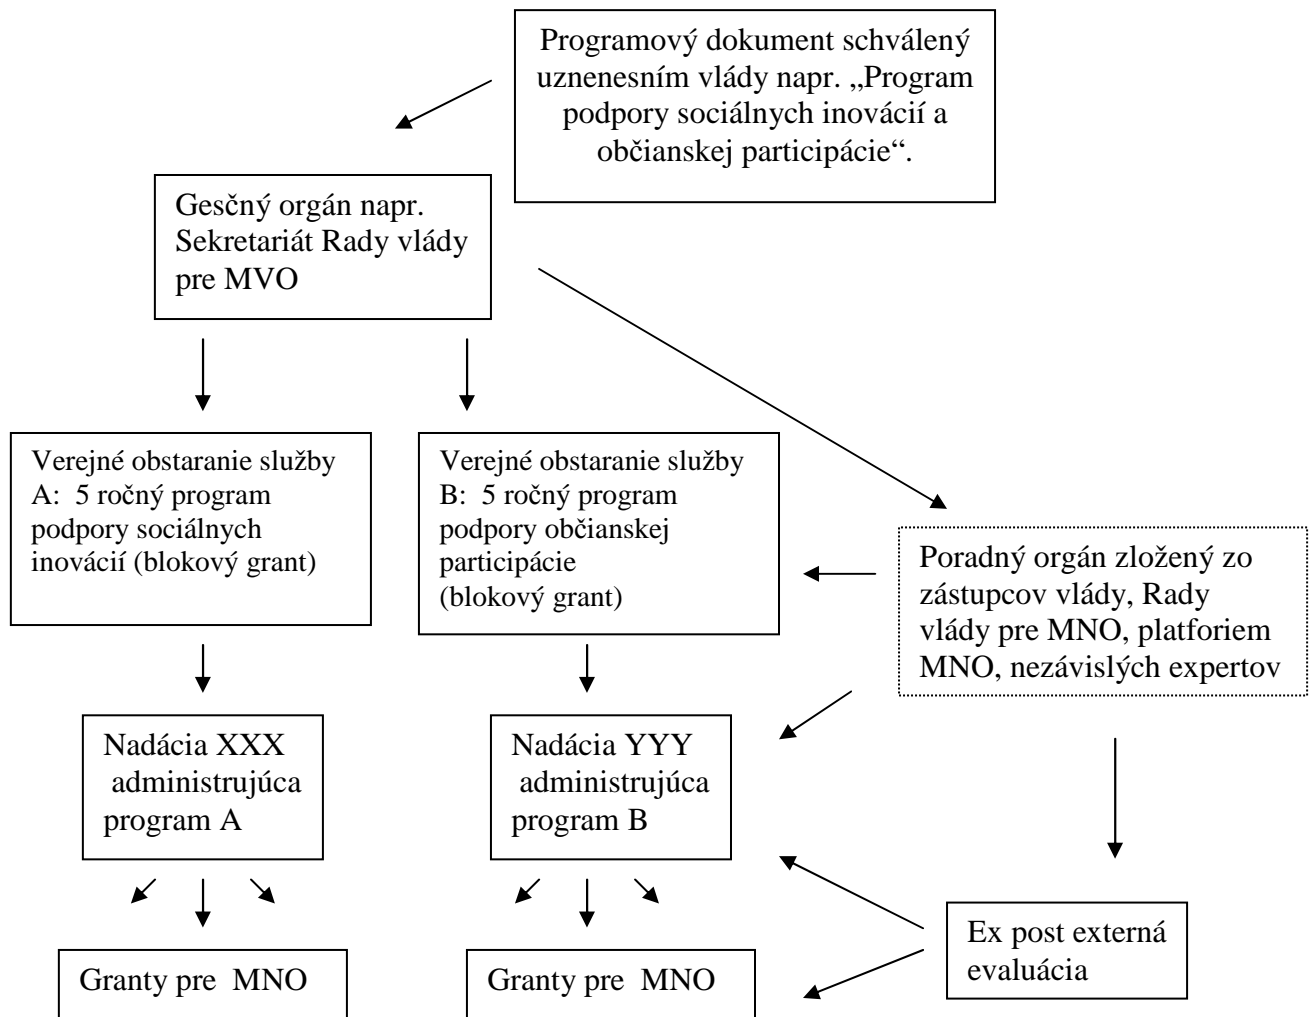 Programový dokument schválený
uznenesním vlády napr. „Program
podpory sociálnych inovácií a
občianskej participácie“.
Gesčný orgán napr.
Sekretariát Rady vlády
pre MVO
Verejné obstaranie služby
A:  5 ročný program
podpory sociálnych
inovácií (blokový grant)
Verejné obstaranie služby
B:  5 ročný program
podpory občianskej
participácie
(blokový grant)
Poradný orgán zložený zo
zástupcov vlády, Rady
vlády pre MNO, platforiem
MNO, nezávislých expertov
Nadácia XXX
administrujúca
program A
Nadácia YYY
administrujúca
program B
Ex post externá
evaluácia
Granty pre  MNO
Granty pre  MNO